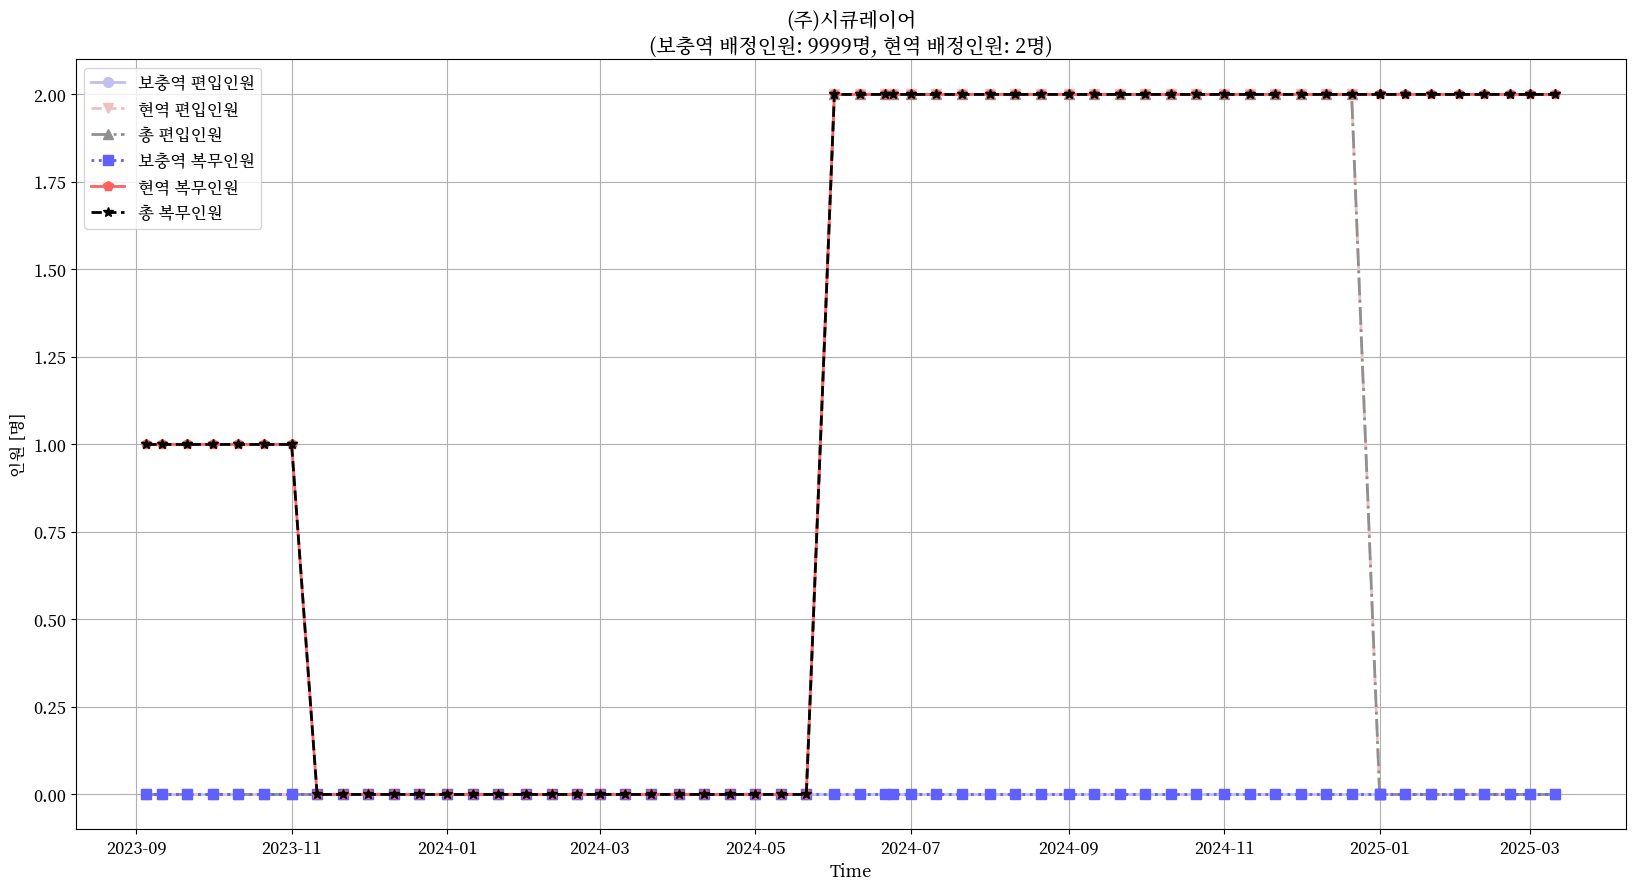 (주)시큐레이어
(보충역 배정인원: 9999명, 현역 배정인원: 2명)
보충역 편입인원
현역 편입인원
총 편입인원
보충역 복무인원
현역 복무인원
총 복무인원
2.00
1.75
1.50
1.25
1.00
0.75
0.50
0.25
0.00
인원 [명]
2023-09 2023-11 2024-01 2024-03 2024-05 2024-07 2024-09 2024-11 2025-01 2025-03
Time